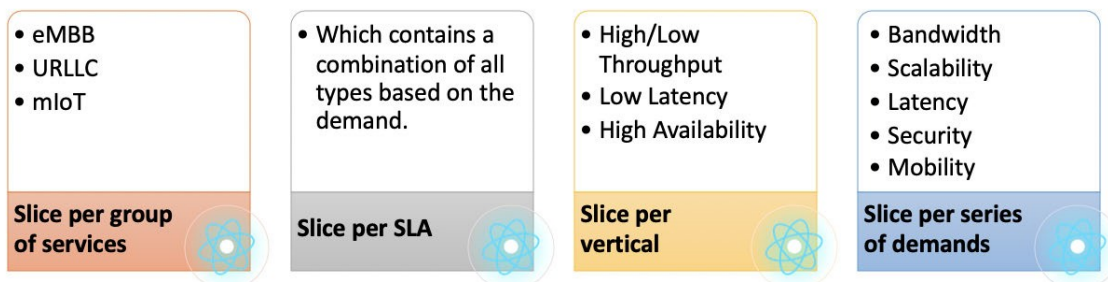 • eMBB
• URLLC
• mIoT
Slice per group
of services
• Which contains a
combination of all
types based on the
demand.
Slice per SLA
• High/Low
Throughput
• Low Latency
• High Availability
Slice per
vertical
• Bandwidth
• Scalability
• Latency
• Security
• Mobility
Slice per series
of demands